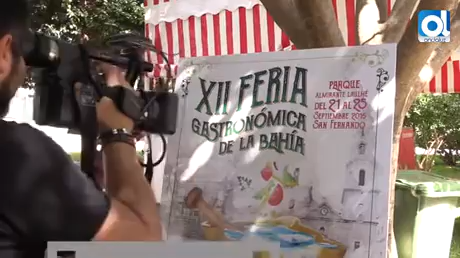 XII FERIA
GASTRONÓMICA
DE LA BAHÍA
PARQUE
ALMIRANTE LAULHÉ
DEL 21 AL 25
SEPTIEMBRE 2016
SAN FERNANDO